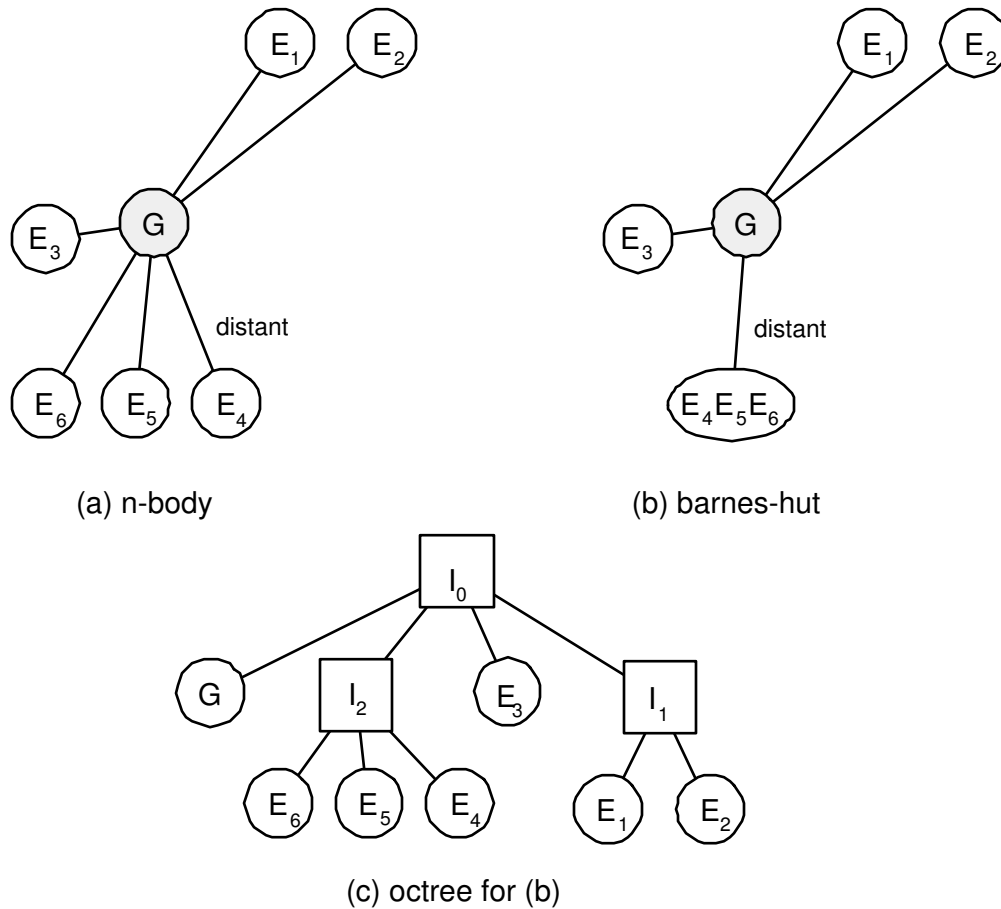 E1 E2 E1 E2
G G
E3 E3
distant distant
E6 E5 E4 E4E5E6
(a) n-body (b) barnes-hut
I0
G I2 E3 I1
E6 E5 E4 E1 E2
(c) octree for (b)